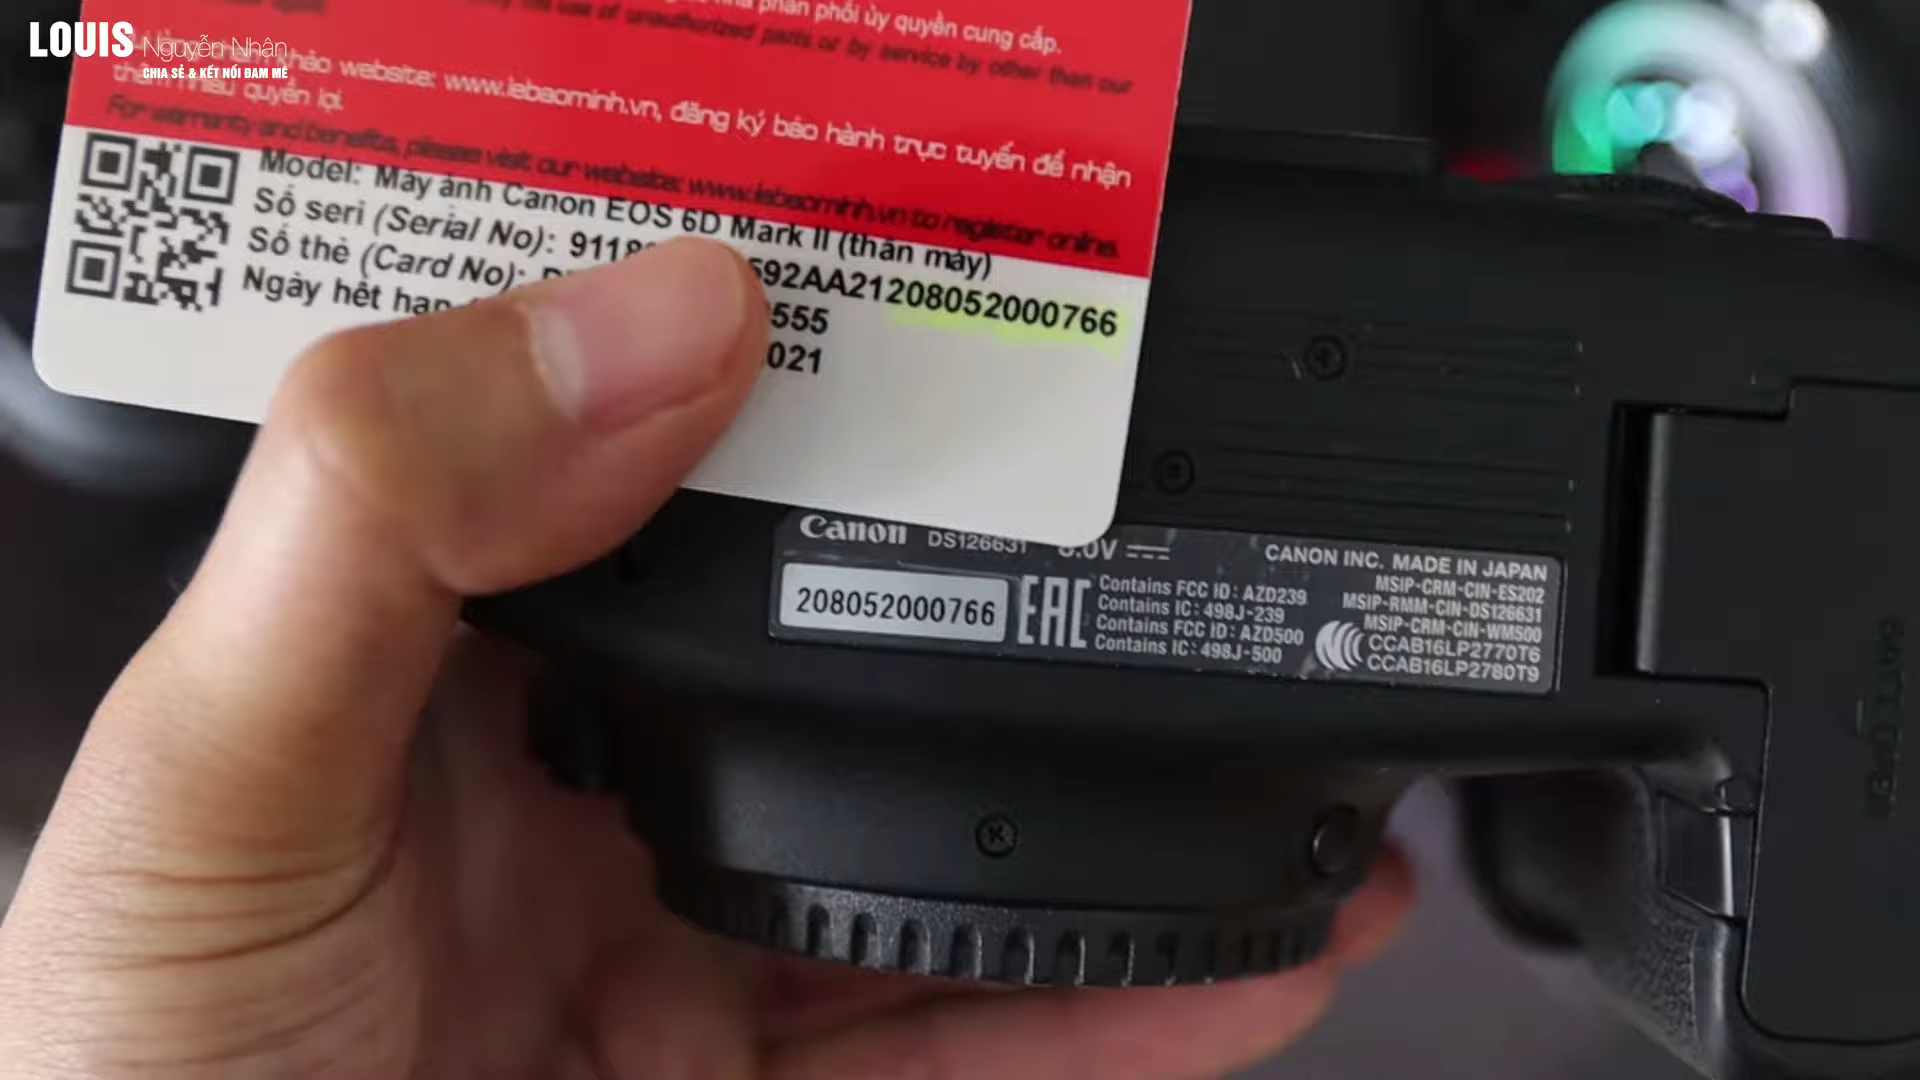 LOUIS Nguyễn Nhân
CHIA SẺ & KẾT NỐI ĐAM MÊ
nhà phân phối ủy quyền cung cấp.
the use of unauthorized parts or by service by other than our
khảo website: www.lebaominh.vn, đăng ký bảo hành trực tuyến để nhận
thêm nhiều quyền lợi.
For warranty and benefits, please visit our website: www.lebaominh.vn to register online.
Model: Máy ảnh Canon EOS 6D Mark II (thân máy)
Số seri (Serial No): 9118 592AA21208052000766
Số thẻ (Card No): 555
Ngày hết hạn 021
Canon DS126631 8.0V
CANON INC. MADE IN JAPAN
208052000766
EAC
Contains FCC ID: AZD239
Contains IC: 498J-239
Contains FCC ID: AZD500
Contains IC: 498J-500
MSIP-CRM-CIN-ES202
MSIP-RMM-CIN-DS126631
MSIP-CRM-CIN-WM500
CCAB16LP2770T6
CCAB16LP2780T9